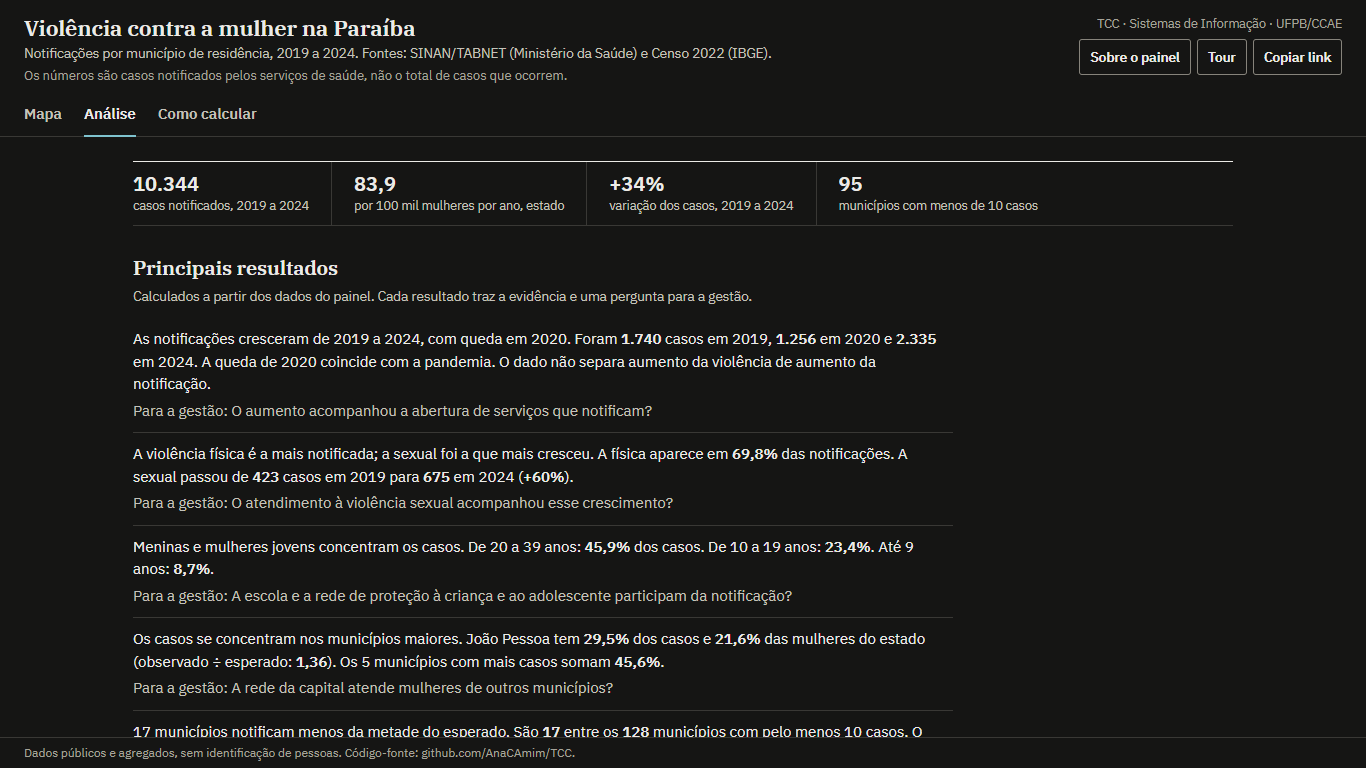 Violência contra a mulher na Paraíba
Notificações por município de residência, 2019 a 2024. Fontes: SINAN/TABNET (Ministério da Saúde) e Censo 2022 (IBGE).
Os números são casos notificados pelos serviços de saúde, não o total de casos que ocorrem.
TCC · Sistemas de Informação · UFPB/CCAE
Sobre o painel
Tour
Copiar link
Mapa
Análise
Como calcular
10.344
casos notificados, 2019 a 2024
83,9
por 100 mil mulheres por ano, estado
+34%
variação dos casos, 2019 a 2024
95
municípios com menos de 10 casos
Principais resultados
Calculados a partir dos dados do painel. Cada resultado traz a evidência e uma pergunta para a gestão.
As notificações cresceram de 2019 a 2024, com queda em 2020. Foram 1.740 casos em 2019, 1.256 em 2020 e 2.335
em 2024. A queda de 2020 coincide com a pandemia. O dado não separa aumento da violência de aumento da
notificação.
Para a gestão: O aumento acompanhou a abertura de serviços que notificam?
A violência física é a mais notificada; a sexual foi a que mais cresceu. A física aparece em 69,8% das notificações. A
sexual passou de 423 casos em 2019 para 675 em 2024 (+60%).
Para a gestão: O atendimento à violência sexual acompanhou esse crescimento?
Meninas e mulheres jovens concentram os casos. De 20 a 39 anos: 45,9% dos casos. De 10 a 19 anos: 23,4%. Até 9
anos: 8,7%.
Para a gestão: A escola e a rede de proteção à criança e ao adolescente participam da notificação?
Os casos se concentram nos municípios maiores. João Pessoa tem 29,5% dos casos e 21,6% das mulheres do estado
(observado ÷ esperado: 1,36). Os 5 municípios com mais casos somam 45,6%.
Para a gestão: A rede da capital atende mulheres de outros municípios?
17 municípios notificam menos da metade do esperado. São 17 entre os 128 municípios com pelo menos 10 casos. O
Dados públicos e agregados, sem identificação de pessoas. Código-fonte: github.com/AnaCAmim/TCC.